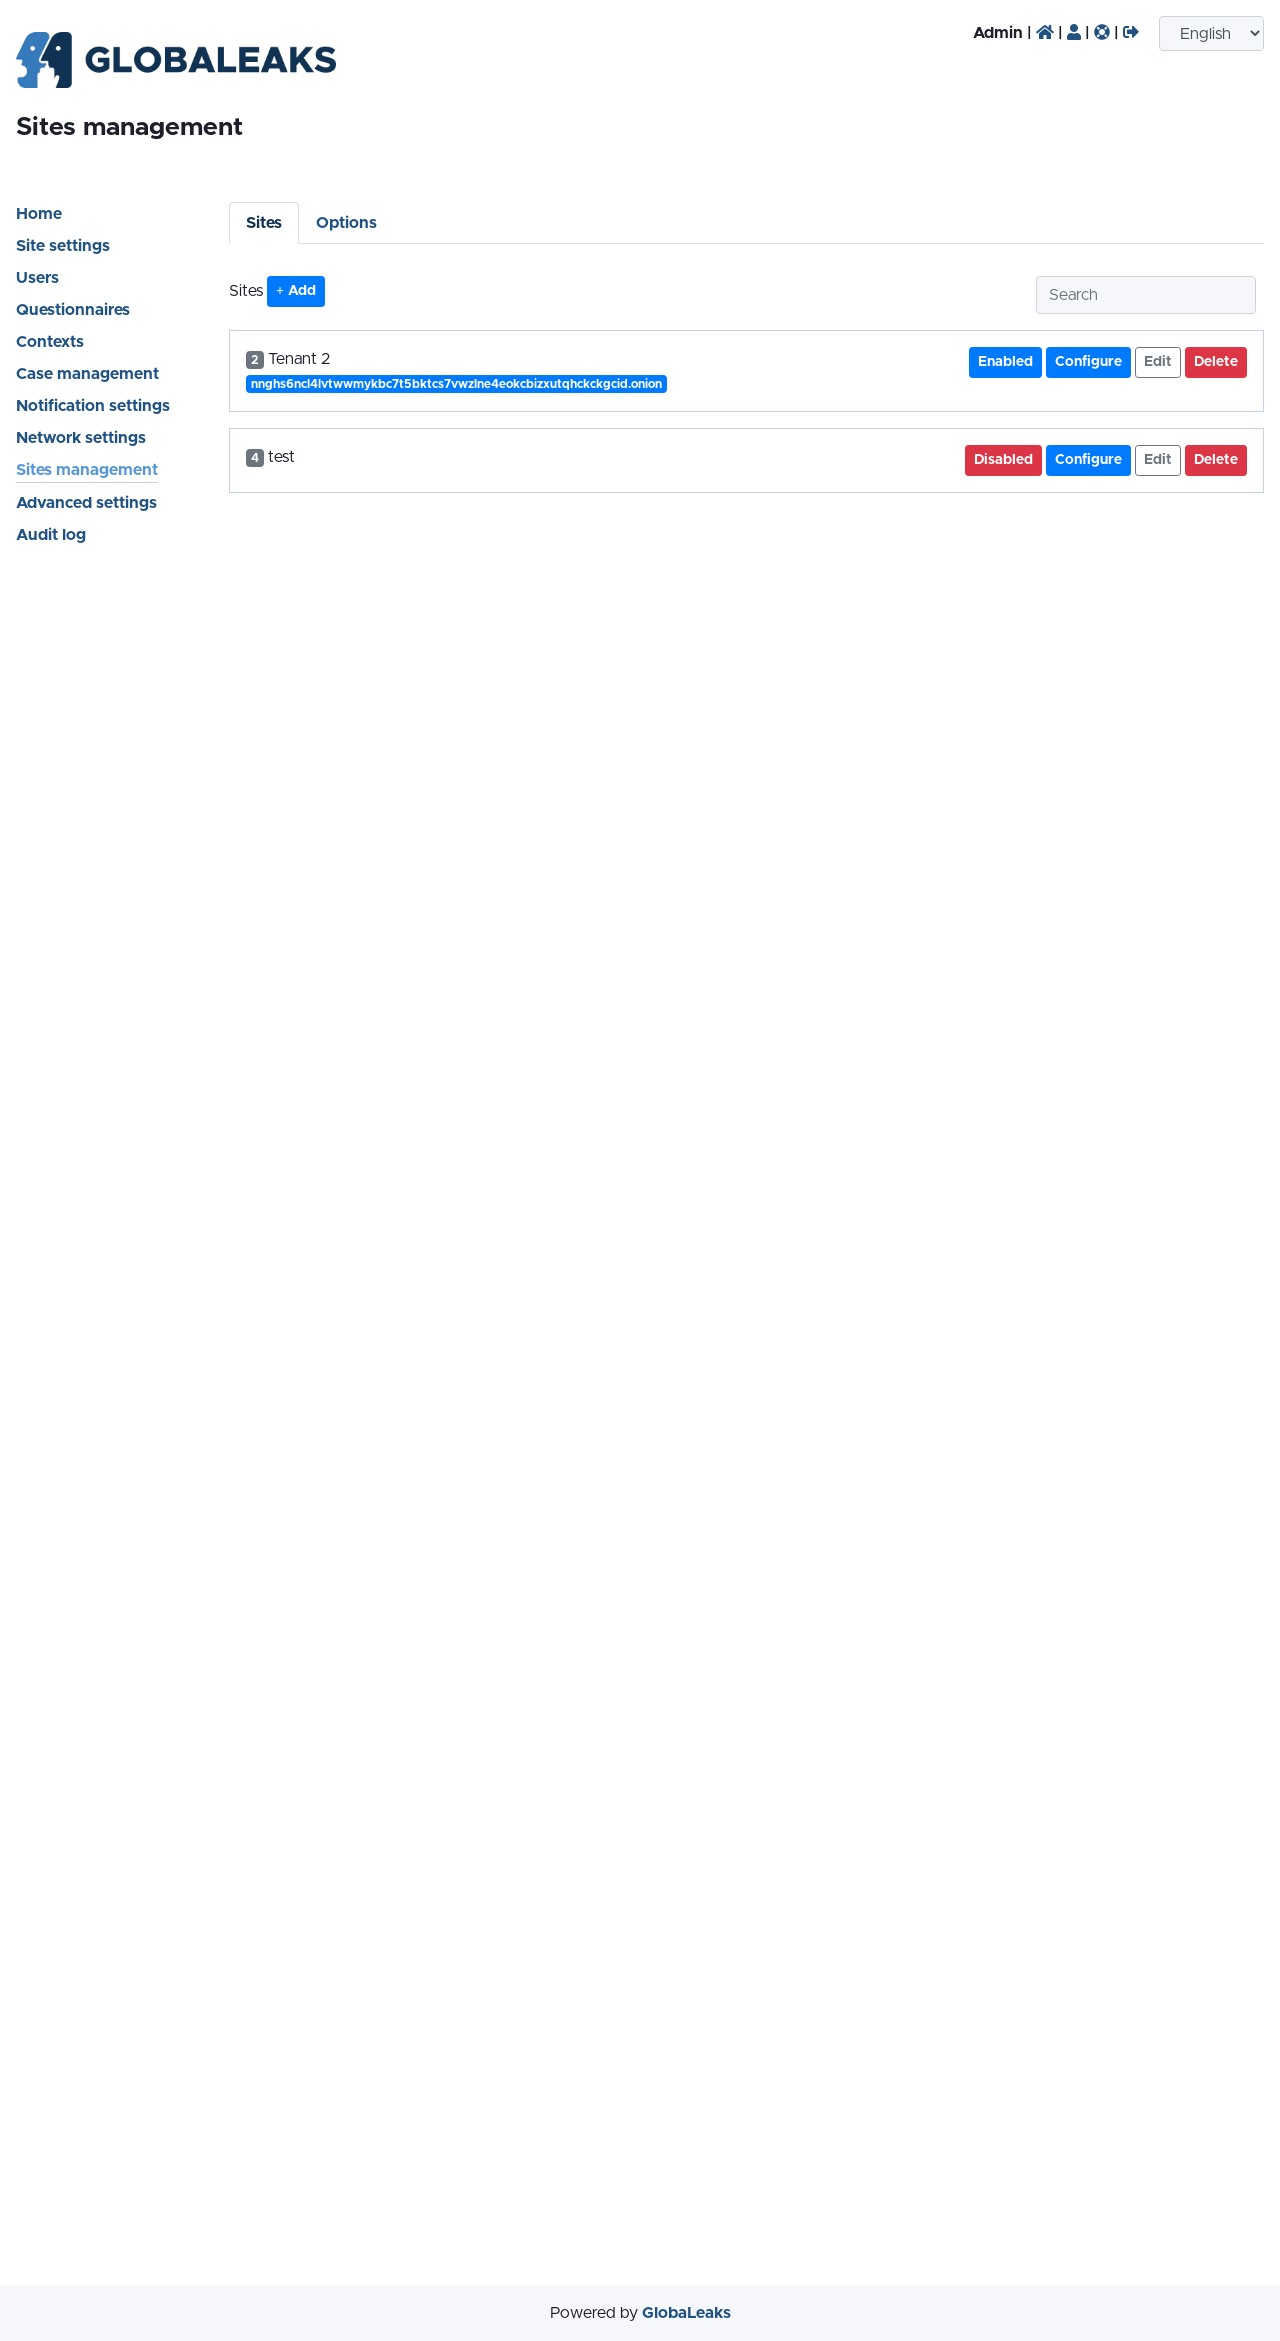 GLOBALEAKS
Admin | | | |
English
Sites management
Home
Site settings
Users
Questionnaires
Contexts
Case management
Notification settings
Network settings
Sites management
Advanced settings
Audit log
Sites Options
Sites + Add
Search
2 Tenant 2
Enabled Configure Edit Delete
nnghs6ncl4lvtwwmykbc7t5bktcs7vwzlne4eokcbizxutqhckckgcid.onion
4 test
Disabled Configure Edit Delete
Powered by GlobaLeaks